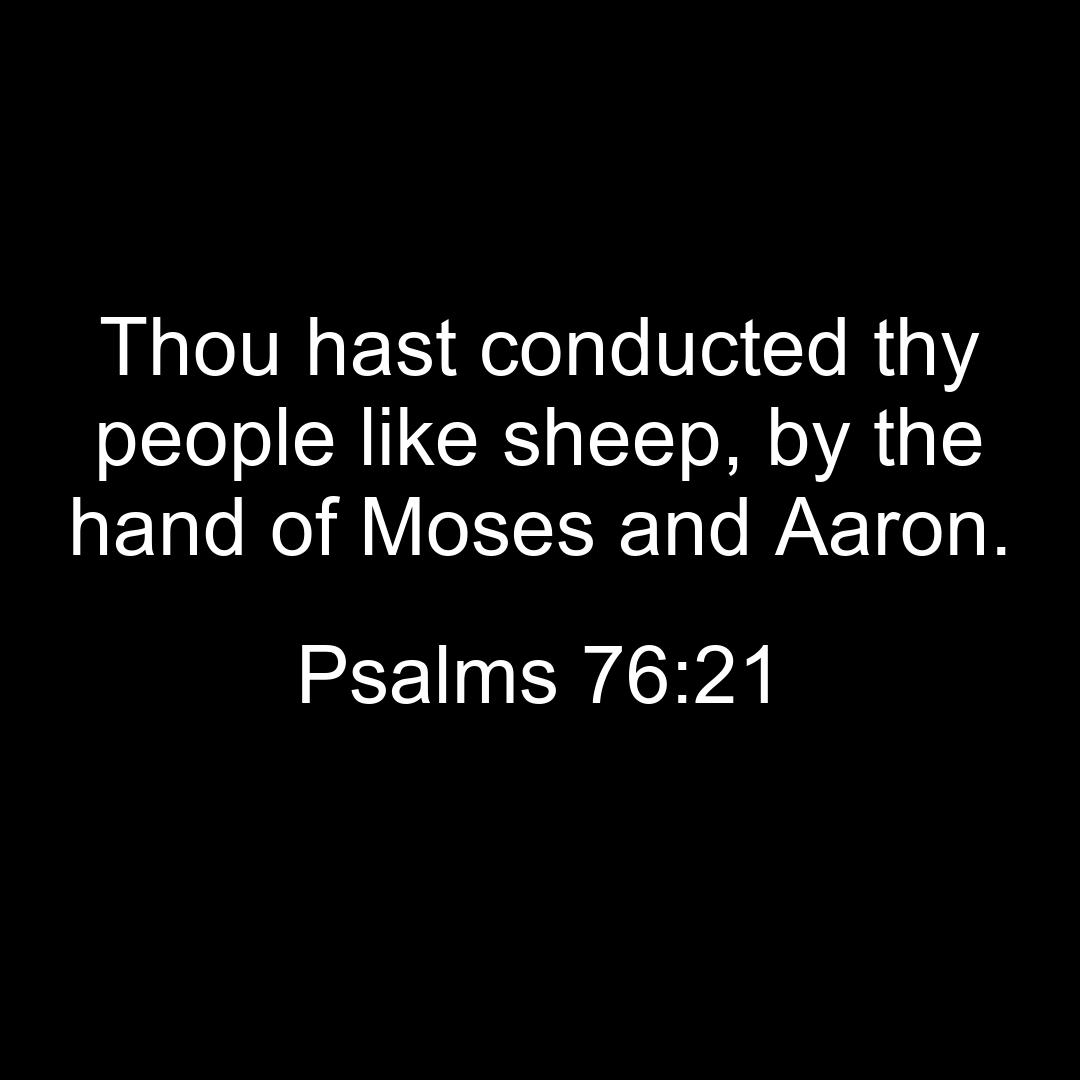 Thou hast conducted thy
people like sheep, by the
hand of Moses and Aaron.
Psalms 76:21